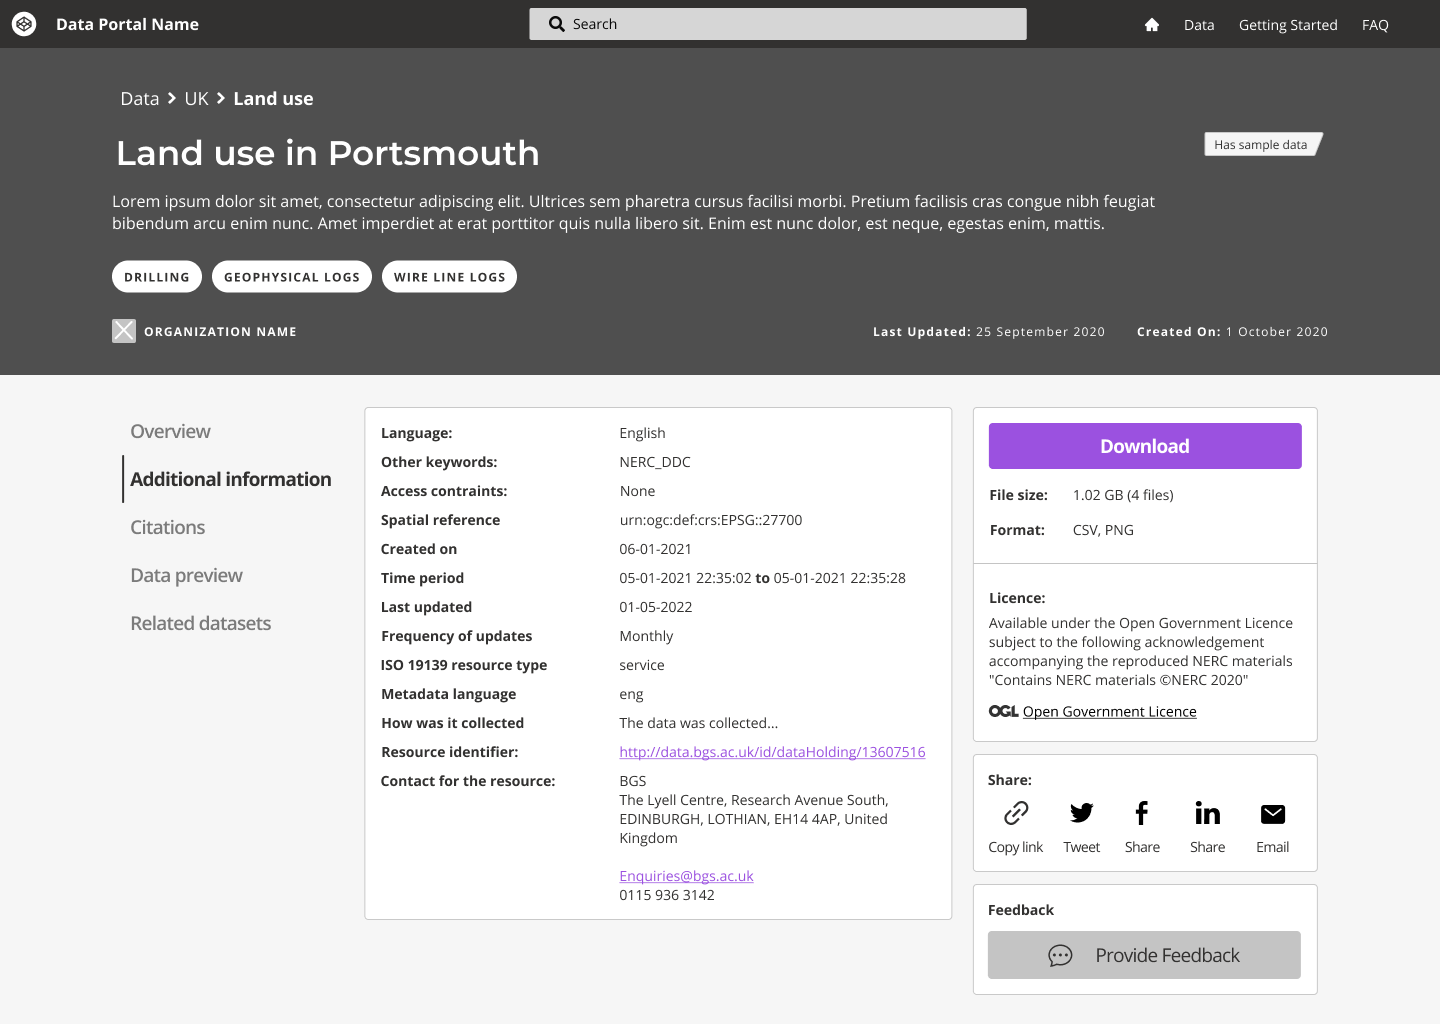 Data Portal Name
Search
Data
Getting Started
FAQ
Data > UK > Land use
Land use in Portsmouth
Has sample data
Lorem ipsum dolor sit amet, consectetur adipiscing elit. Ultrices sem pharetra cursus facilisi morbi. Pretium facilisis cras congue nibh feugiat
bibendum arcu enim nunc. Amet imperdiet at erat porttitor quis nulla libero sit. Enim est nunc dolor, est neque, egestas enim, mattis.
DRILLING
GEOPHYSICAL LOGS
WIRE LINE LOGS
ORGANIZATION NAME
Last Updated: 25 September 2020
Created On: 1 October 2020
Overview
Additional information
Citations
Data preview
Related datasets
Language: English
Other keywords: NERC_DDC
Access contraints: None
Spatial reference urn:ogc:def:crs:EPSG::27700
Created on 06-01-2021
Time period 05-01-2021 22:35:02 to 05-01-2021 22:35:28
Last updated 01-05-2022
Frequency of updates Monthly
ISO 19139 resource type service
Metadata language eng
How was it collected The data was collected...
Resource identifier: http://data.bgs.ac.uk/id/dataHolding/13607516
Contact for the resource: BGS
The Lyell Centre, Research Avenue South,
EDINBURGH, LOTHIAN, EH14 4AP, United
Kingdom
Enquiries@bgs.ac.uk
0115 936 3142
Download
File size: 1.02 GB (4 files)
Format: CSV, PNG
Licence:
Available under the Open Government Licence
subject to the following acknowledgement
accompanying the reproduced NERC materials
"Contains NERC materials ©NERC 2020"
OGL Open Government Licence
Share:
Copy link
Tweet
Share
Share
Email
Feedback
Provide Feedback